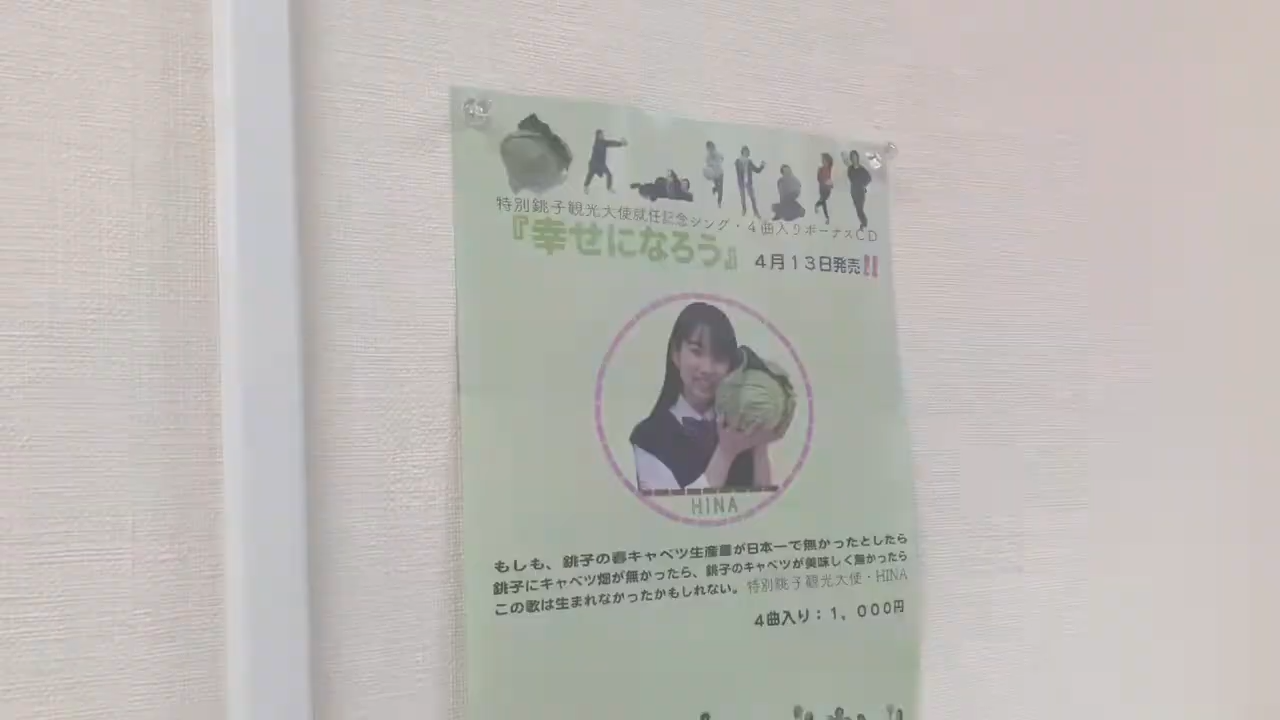 特別銚子観光大使就任記念シング・4曲入りボーナスCD
『幸せになろう』 4月13日発売!!
HINA
もしも、銚子の春キャベツ生産量が日本一で無かったとしたら
銚子にキャベツ畑が無かったら、銚子のキャベツが美味しく無かったら
この歌は生まれなかったかもしれない。特別銚子観光大使・HINA
4曲入り：1，000円